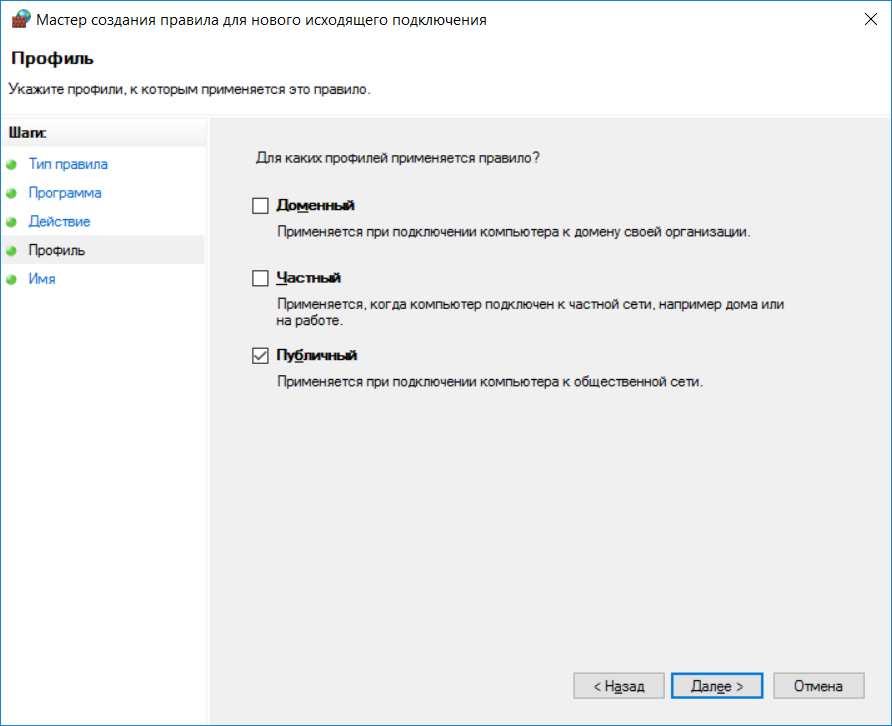 Мастер создания правила для нового исходящего подключения
Профиль
Укажите профили, к которым применяется это правило.
Шаги:
Тип правила
Программа
Действие
Профиль
Имя
Для каких профилей применяется правило?
Доменный
Применяется при подключении компьютера к домену своей организации.
Частный
Применяется, когда компьютер подключен к частной сети, например дома или
на работе.
Публичный
Применяется при подключении компьютера к общественной сети.
< Назад
Далее >
Отмена